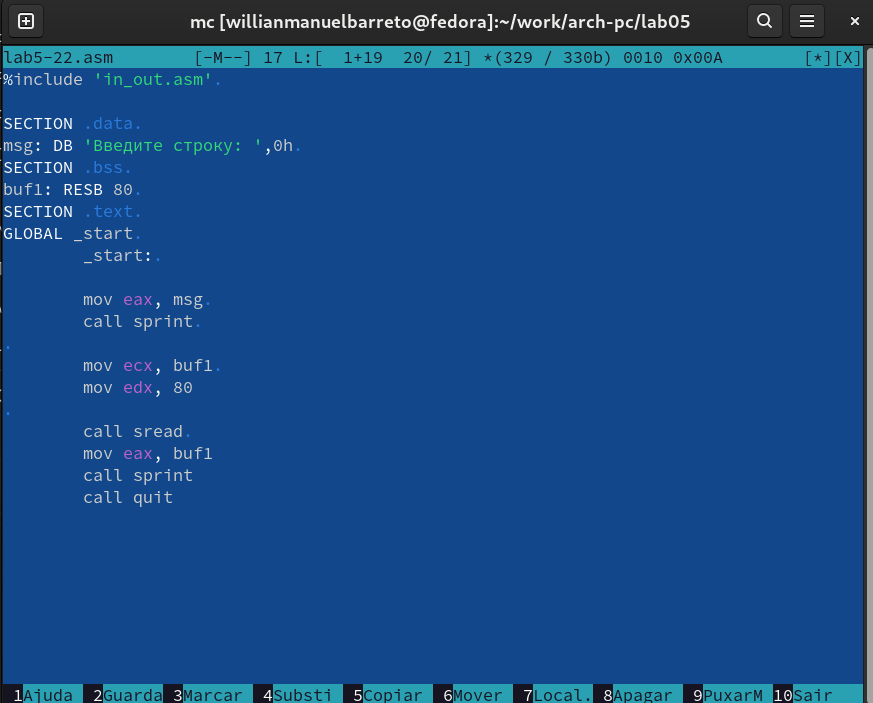 mc [willianmanuelbarreto@fedora]:~/work/arch-pc/lab05
lab5-22.asm [-M--] 17 L:[ 1+19 20/ 21] *(329 / 330b) 0010 0x00A [*][X]
%include 'in_out.asm'.
SECTION .data.
msg: DB 'Введите строку: ',0h.
SECTION .bss.
buf1: RESB 80.
SECTION .text.
GLOBAL _start.
_start:.
mov eax, msg.
call sprint.
.
mov ecx, buf1.
mov edx, 80
.
call sread.
mov eax, buf1
call sprint
call quit
1Ajuda 2Guarda 3Marcar 4Substi 5Copiar 6Mover 7Local. 8Apagar 9PuxarM 10Sair